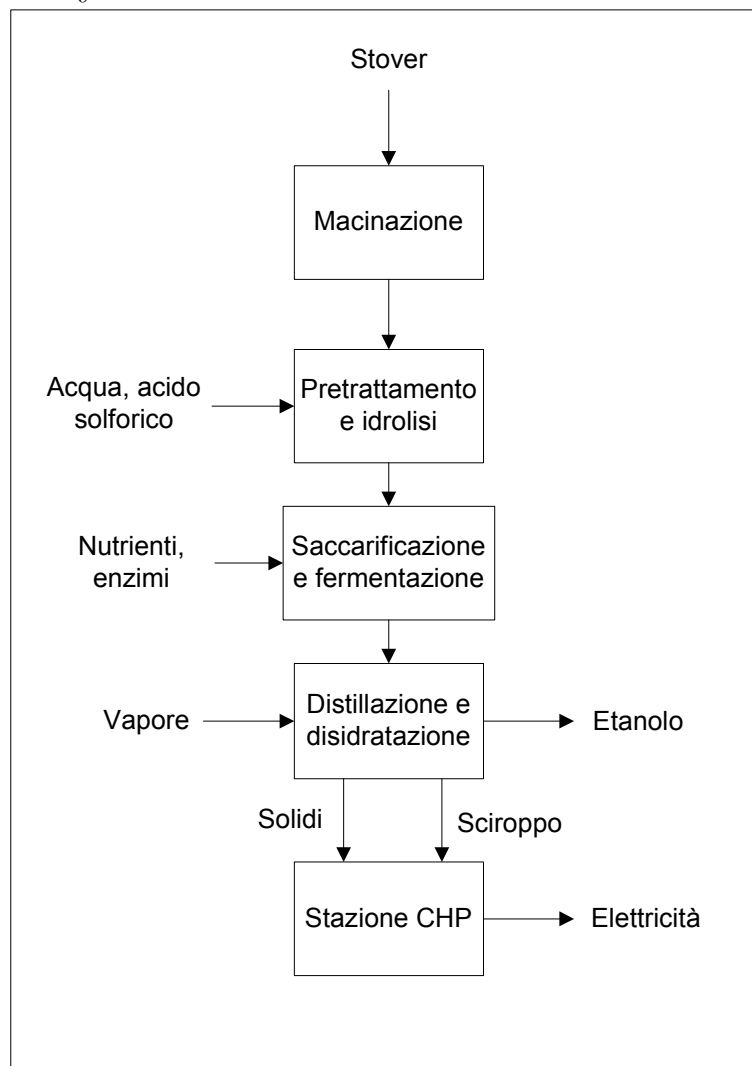 Stover
Macinazione
Acqua, acido
solforico
Pretrattamento
e idrolisi
Nutrienti,
enzimi
Saccarificazione
e fermentazione
Vapore
Distillazione e
disidratazione
Etanolo
Solidi
Sciroppo
Stazione CHP
Elettricità